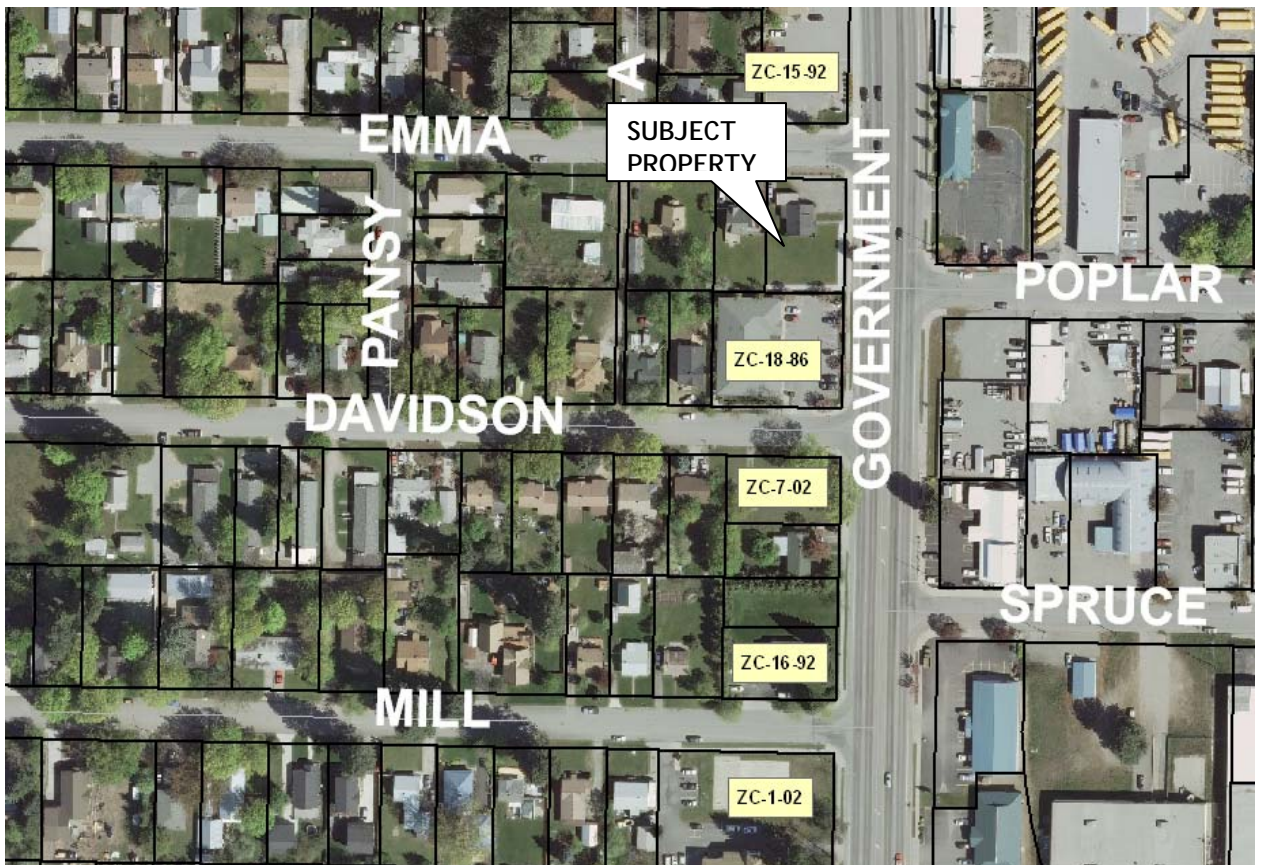 A
ZC-15-92
EMMA
SUBJECT
PROPERTY
PANSY
GOVERNMENT
POPLAR
ZC-18-86
DAVIDSON
ZC-7-02
SPRUCE
ZC-16-92
MILL
ZC-1-02